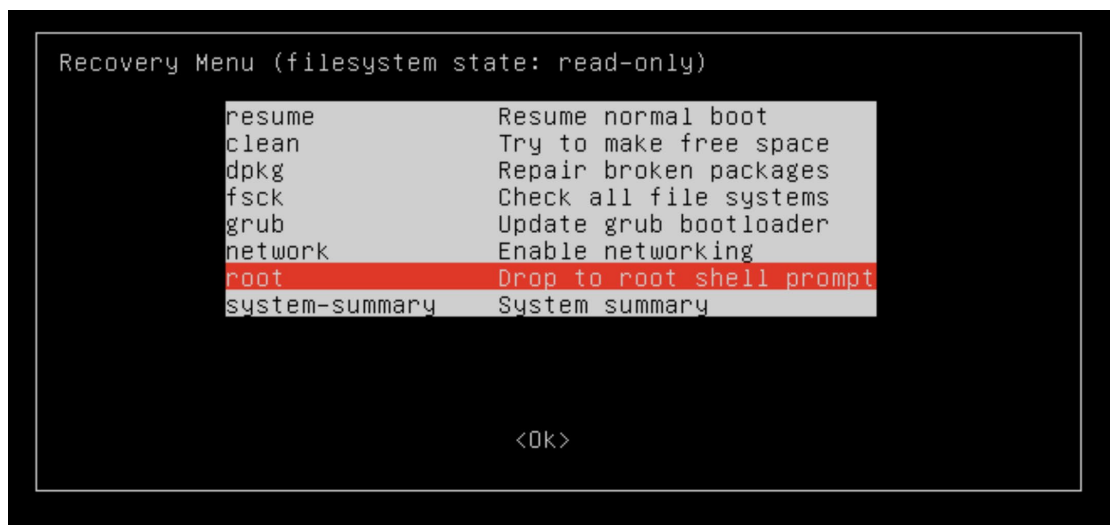 Recovery Menu (filesystem state: read-only)
resume Resume normal boot
clean Try to make free space
dpkg Repair broken packages
fsck Check all file systems
grub Update grub bootloader
network Enable networking
root Drop to root shell prompt
system-summary System summary
<Ok>